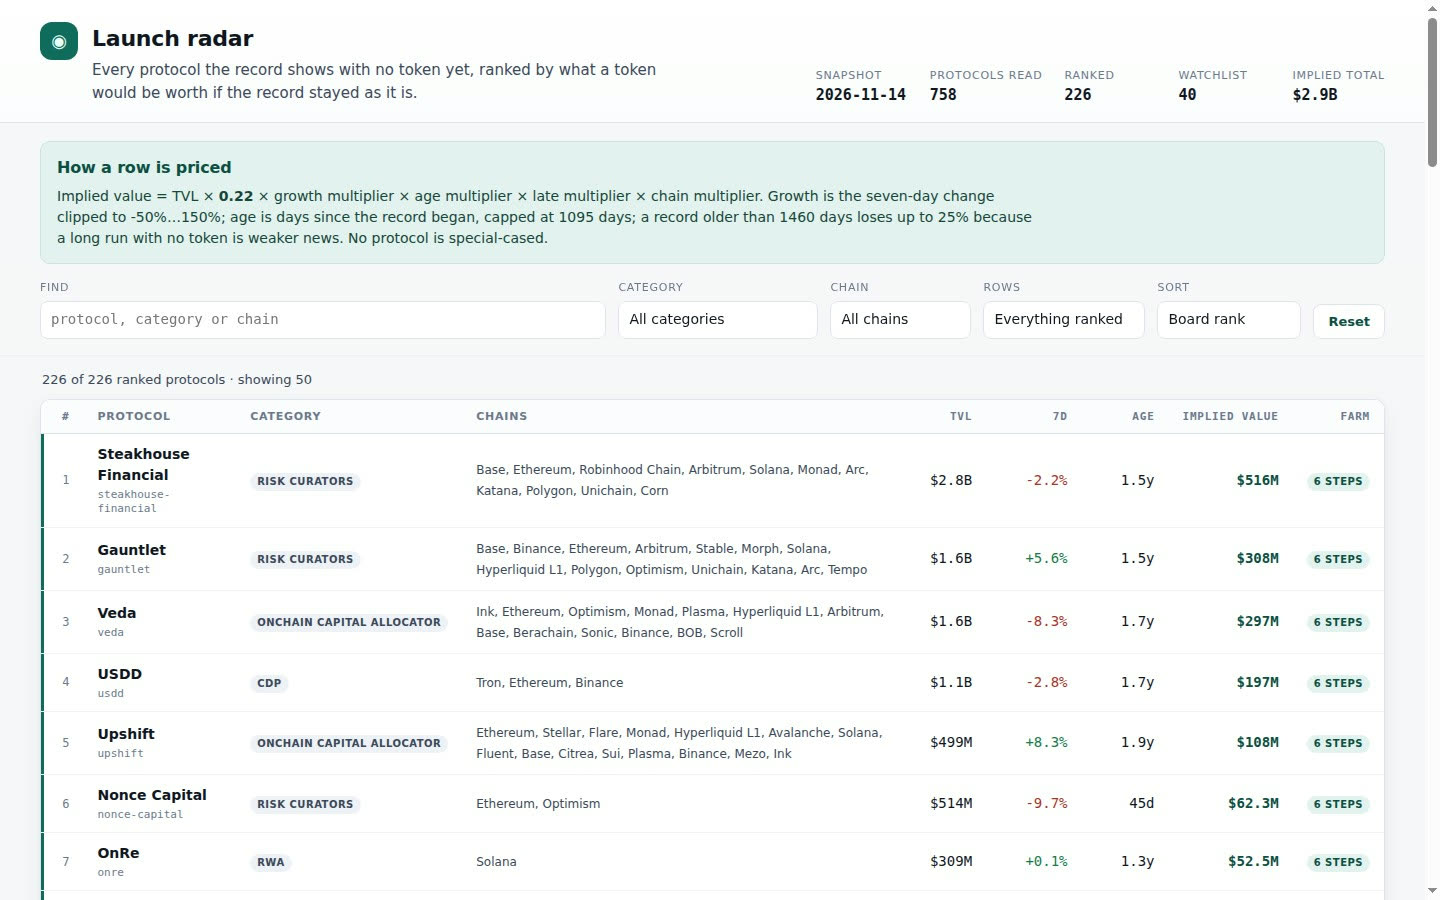 Launch radar
Every protocol the record shows with no token yet, ranked by what a token
would be worth if the record stayed as it is.
SNAPSHOT PROTOCOLS READ RANKED WATCHLIST IMPLIED TOTAL
2026-11-14 758 226 40 $2.9B
How a row is priced
Implied value = TVL × 0.22 × growth multiplier × age multiplier × late multiplier × chain multiplier. Growth is the seven-day change
clipped to -50%…150%; age is days since the record began, capped at 1095 days; a record older than 1460 days loses up to 25% because
a long run with no token is weaker news. No protocol is special-cased.
FIND CATEGORY CHAIN ROWS SORT
protocol, category or chain All categories All chains Everything ranked Board rank Reset
226 of 226 ranked protocols · showing 50
# PROTOCOL CATEGORY CHAINS TVL 7D AGE IMPLIED VALUE FARM
1 Steakhouse Financial steakhouse-financial RISK CURATORS Base, Ethereum, Robinhood Chain, Arbitrum, Solana, Monad, Arc, Katana, Polygon, Unichain, Corn $2.8B -2.2% 1.5y $516M 6 STEPS
2 Gauntlet gauntlet RISK CURATORS Base, Binance, Ethereum, Arbitrum, Stable, Morph, Solana, Hyperliquid L1, Polygon, Optimism, Unichain, Katana, Arc, Tempo $1.6B +5.6% 1.5y $308M 6 STEPS
3 Veda veda ONCHAIN CAPITAL ALLOCATOR Ink, Ethereum, Optimism, Monad, Plasma, Hyperliquid L1, Arbitrum, Base, Berachain, Sonic, Binance, BOB, Scroll $1.6B -8.3% 1.7y $297M 6 STEPS
4 USDD usdd CDP Tron, Ethereum, Binance $1.1B -2.8% 1.7y $197M 6 STEPS
5 Upshift upshift ONCHAIN CAPITAL ALLOCATOR Ethereum, Stellar, Flare, Monad, Hyperliquid L1, Avalanche, Solana, Fluent, Base, Citrea, Sui, Plasma, Binance, Mezo, Ink $499M +8.3% 1.9y $108M 6 STEPS
6 Nonce Capital nonce-capital RISK CURATORS Ethereum, Optimism $514M -9.7% 45d $62.3M 6 STEPS
7 OnRe onre RWA Solana $309M +0.1% 1.3y $52.5M 6 STEPS